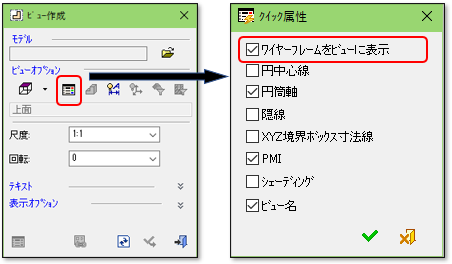 ビュー作成
モデル
ビューオプション
上面
尺度:
1:1
回転:
0
テキスト
表示オプション
クイック属性
ワイヤーフレームをビューに表示
円中心線
円筒軸
隠線
XYZ境界ボックス寸法線
PMI
シェーディング
ビュー名